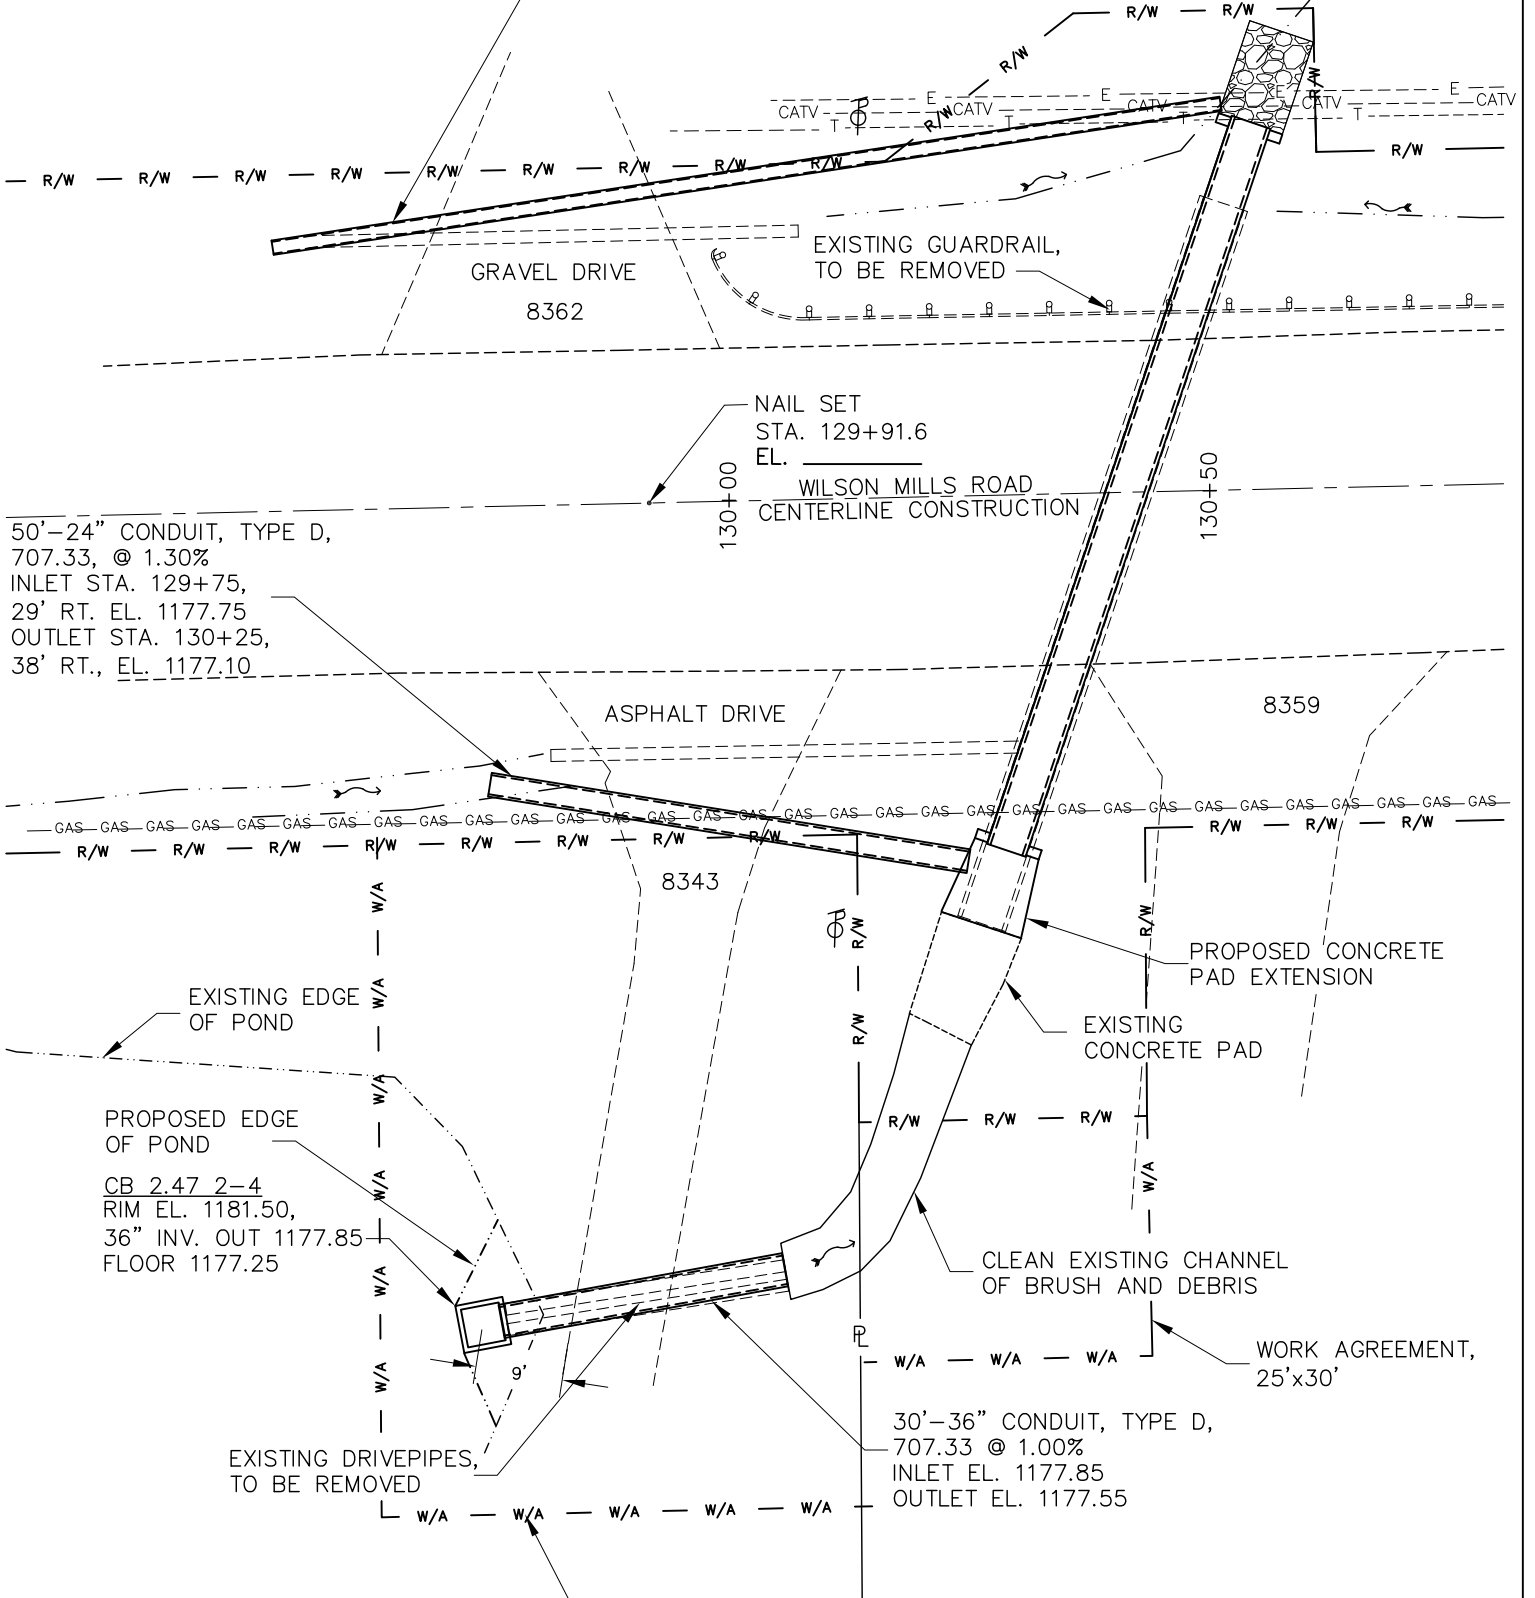 R/W R/W
R/W
R/W
E E E E
CATV CATV CATV CATV CATV
T T T T
R/W
R/W
R/W R/W R/W R/W R/W R/W R/W R/W R/W
EXISTING GUARDRAIL,
TO BE REMOVED
GRAVEL DRIVE
8362
NAIL SET
STA. 129+91.6
EL.
130+00
WILSON MILLS ROAD
CENTERLINE CONSTRUCTION
130+50
50'-24" CONDUIT, TYPE D,
707.33, @ 1.30%
INLET STA. 129+75,
29' RT. EL. 1177.75
OUTLET STA. 130+25,
38' RT., EL. 1177.10
ASPHALT DRIVE
8359
GAS GAS GAS GAS GAS GAS GAS GAS GAS GAS GAS GAS GAS GAS GAS GAS GAS GAS GAS GAS GAS GAS GAS GAS GAS GAS GAS GAS GAS GAS GAS GAS
R/W R/W R/W R/W R/W R/W R/W R/W
R/W R/W R/W
8343
W/A
R/W
R/W
PROPOSED CONCRETE
PAD EXTENSION
W/A
EXISTING EDGE
OF POND
R/W
EXISTING
CONCRETE PAD
W/A
PROPOSED EDGE
OF POND
R/W R/W R/W
W/A
W/A
CB 2.47 2-4
RIM EL. 1181.50,
36" INV. OUT 1177.85
FLOOR 1177.25
W/A
CLEAN EXISTING CHANNEL
OF BRUSH AND DEBRIS
PL
W/A W/A W/A
WORK AGREEMENT,
25'x30'
W/A
9'
30'-36" CONDUIT, TYPE D,
707.33 @ 1.00%
INLET EL. 1177.85
OUTLET EL. 1177.55
EXISTING DRIVEPIPES,
TO BE REMOVED
W/A W/A W/A W/A W/A